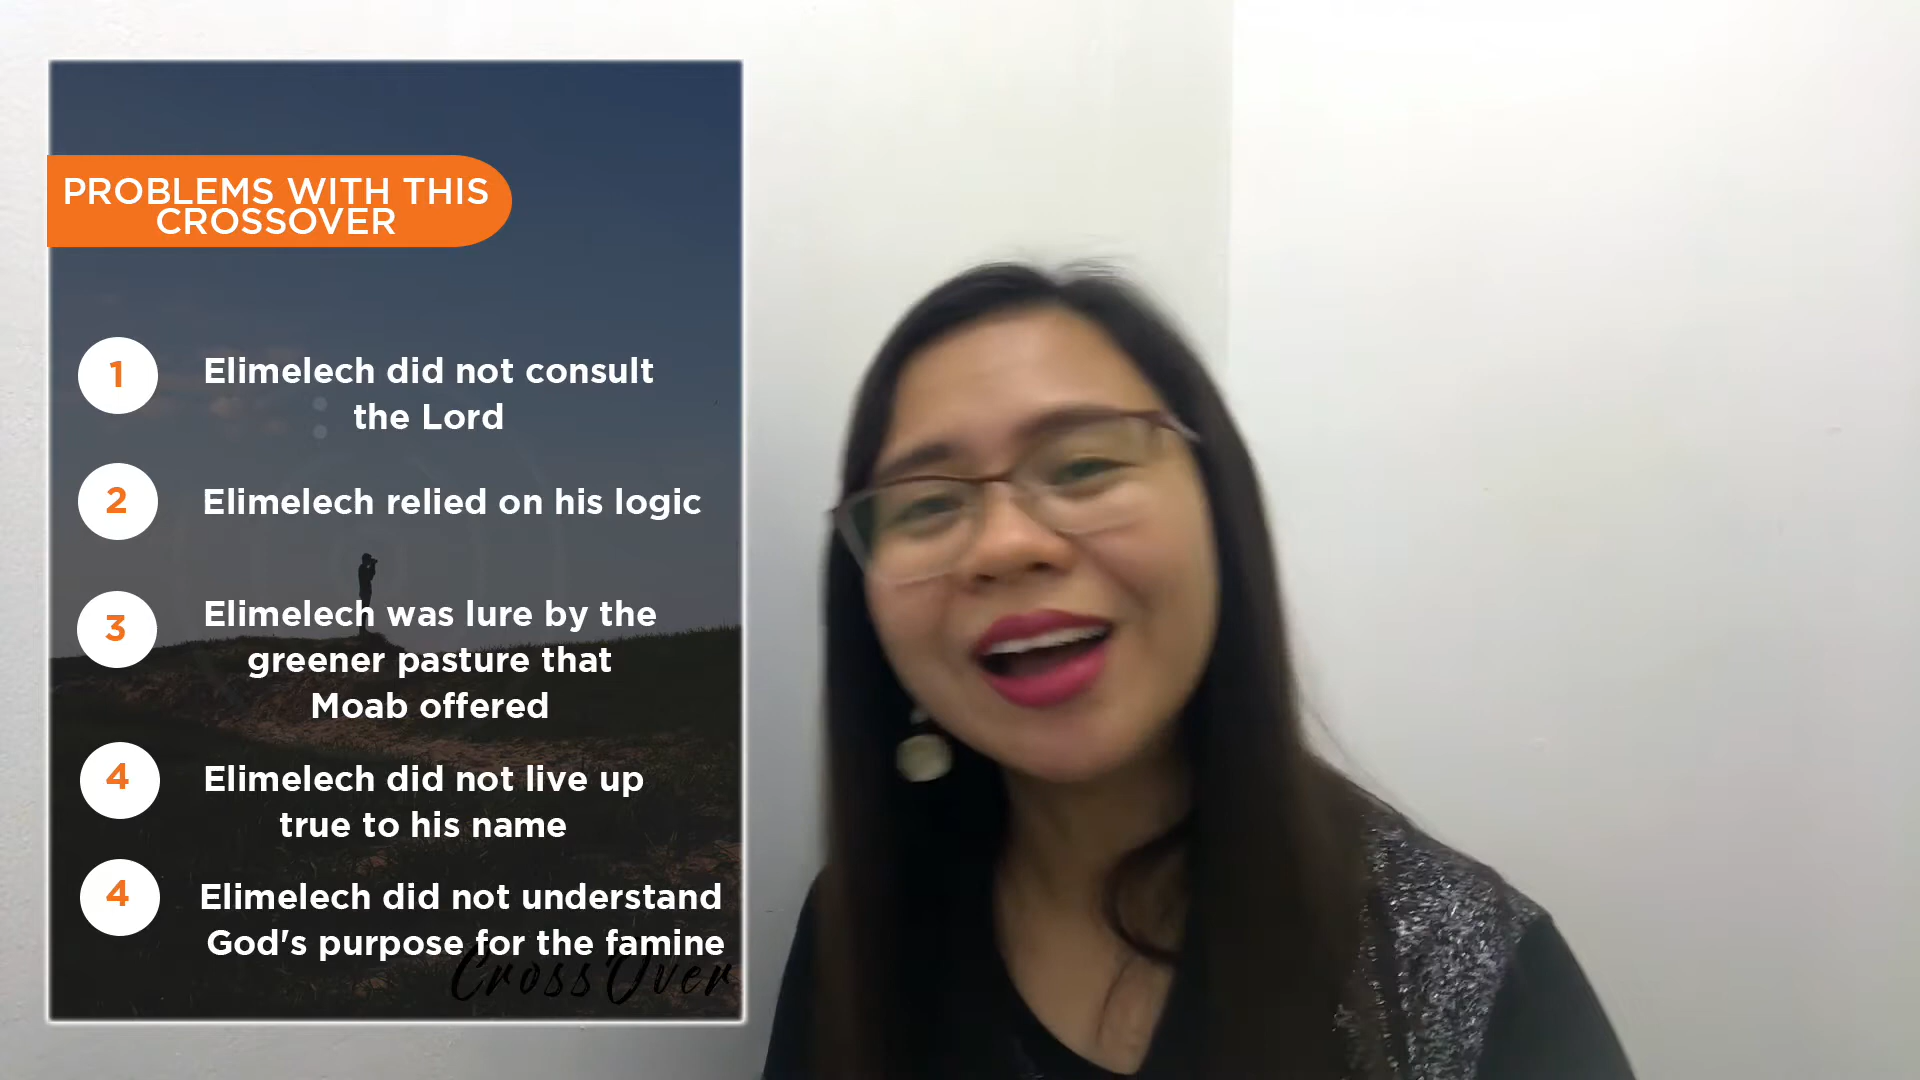 PROBLEMS WITH THIS
CROSSOVER
1
Elimelech did not consult
the Lord
2
Elimelech relied on his logic
3
Elimelech was lure by the
greener pasture that
Moab offered
4
Elimelech did not live up
true to his name
4
Elimelech did not understand
God's purpose for the famine
CrossOver